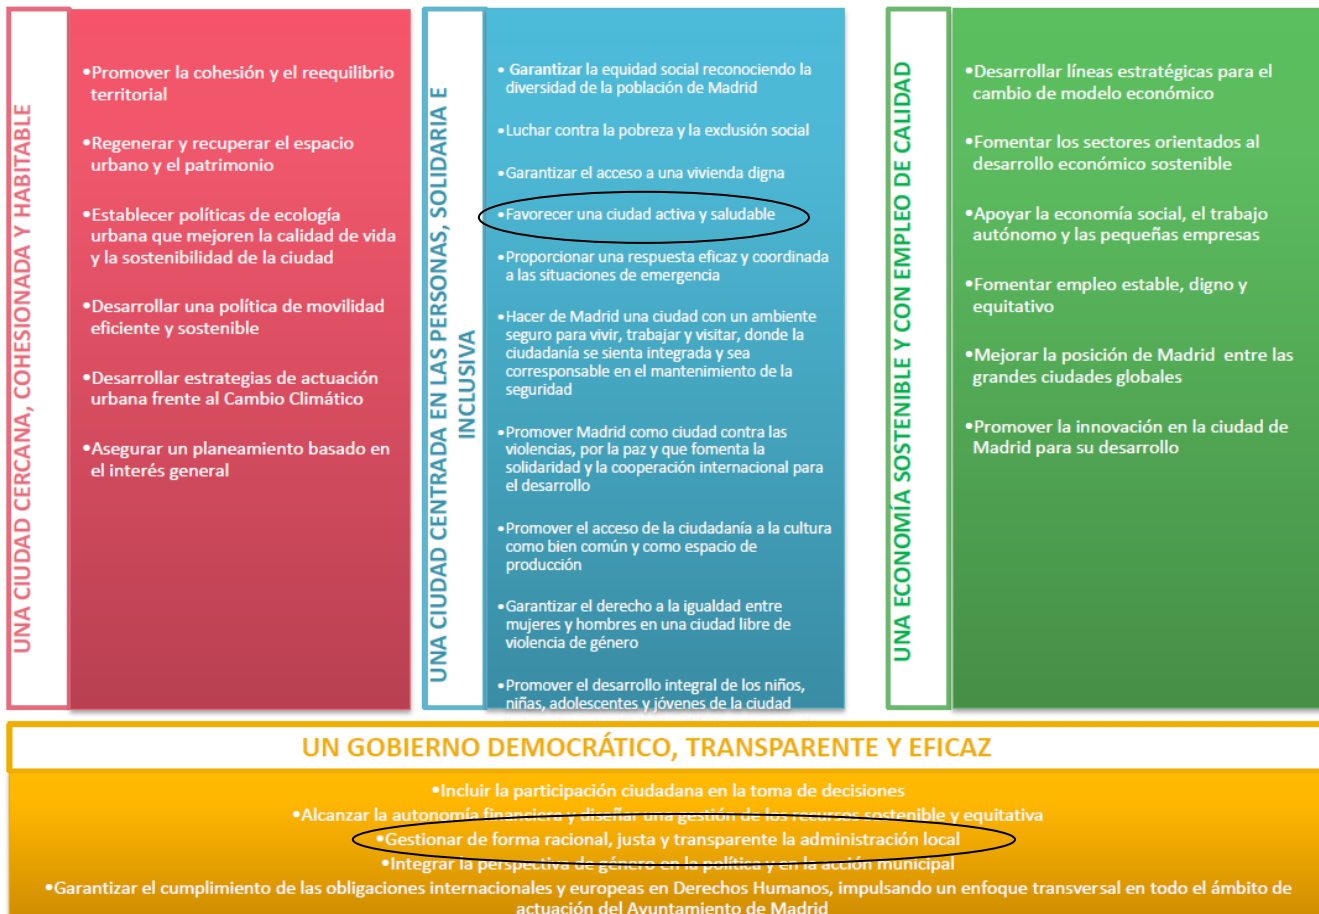 UNA CIUDAD CERCANA, COHESIONADA Y HABITABLE
•Promover la cohesión y el reequilibrio
territorial
•Regenerar y recuperar el espacio
urbano y el patrimonio
•Establecer políticas de ecología
urbana que mejoren la calidad de vida
y la sostenibilidad de la ciudad
•Desarrollar una política de movilidad
eficiente y sostenible
•Desarrollar estrategias de actuación
urbana frente al Cambio Climático
•Asegurar un planeamiento basado en
el interés general
UNA CIUDAD CENTRADA EN LAS PERSONAS, SOLIDARIA E
INCLUSIVA
• Garantizar la equidad social reconociendo la
diversidad de la población de Madrid
•Luchar contra la pobreza y la exclusión social
•Garantizar el acceso a una vivienda digna
•Favorecer una ciudad activa y saludable
•Proporcionar una respuesta eficaz y coordinada
a las situaciones de emergencia
•Hacer de Madrid una ciudad con un ambiente
seguro para vivir, trabajar y visitar, donde la
ciudadanía se sienta integrada y sea
corresponsable en el mantenimiento de la
seguridad
•Promover Madrid como ciudad contra las
violencias, por la paz y que fomenta la
solidaridad y la cooperación internacional para
el desarrollo
•Promover el acceso de la ciudadanía a la cultura
como bien común y como espacio de
producción
•Garantizar el derecho a la igualdad entre
mujeres y hombres en una ciudad libre de
violencia de género
•Promover el desarrollo integral de los niños,
niñas, adolescentes y jóvenes de la ciudad
UNA ECONOMÍA SOSTENIBLE Y CON EMPLEO DE CALIDAD
•Desarrollar líneas estratégicas para el
cambio de modelo económico
•Fomentar los sectores orientados al
desarrollo económico sostenible
•Apoyar la economía social, el trabajo
autónomo y las pequeñas empresas
•Fomentar empleo estable, digno y
equitativo
•Mejorar la posición de Madrid entre las
grandes ciudades globales
•Promover la innovación en la ciudad de
Madrid para su desarrollo
UN GOBIERNO DEMOCRÁTICO, TRANSPARENTE Y EFICAZ
•Incluir la participación ciudadana en la toma de decisiones
•Alcanzar la autonomía financiera y diseñar una gestión de los recursos sostenible y equitativa
•Gestionar de forma racional, justa y transparente la administración local
•Integrar la perspectiva de género en la política y en la acción municipal
•Garantizar el cumplimiento de las obligaciones internacionales y europeas en Derechos Humanos, impulsando un enfoque transversal en todo el ámbito de
actuación del Ayuntamiento de Madrid